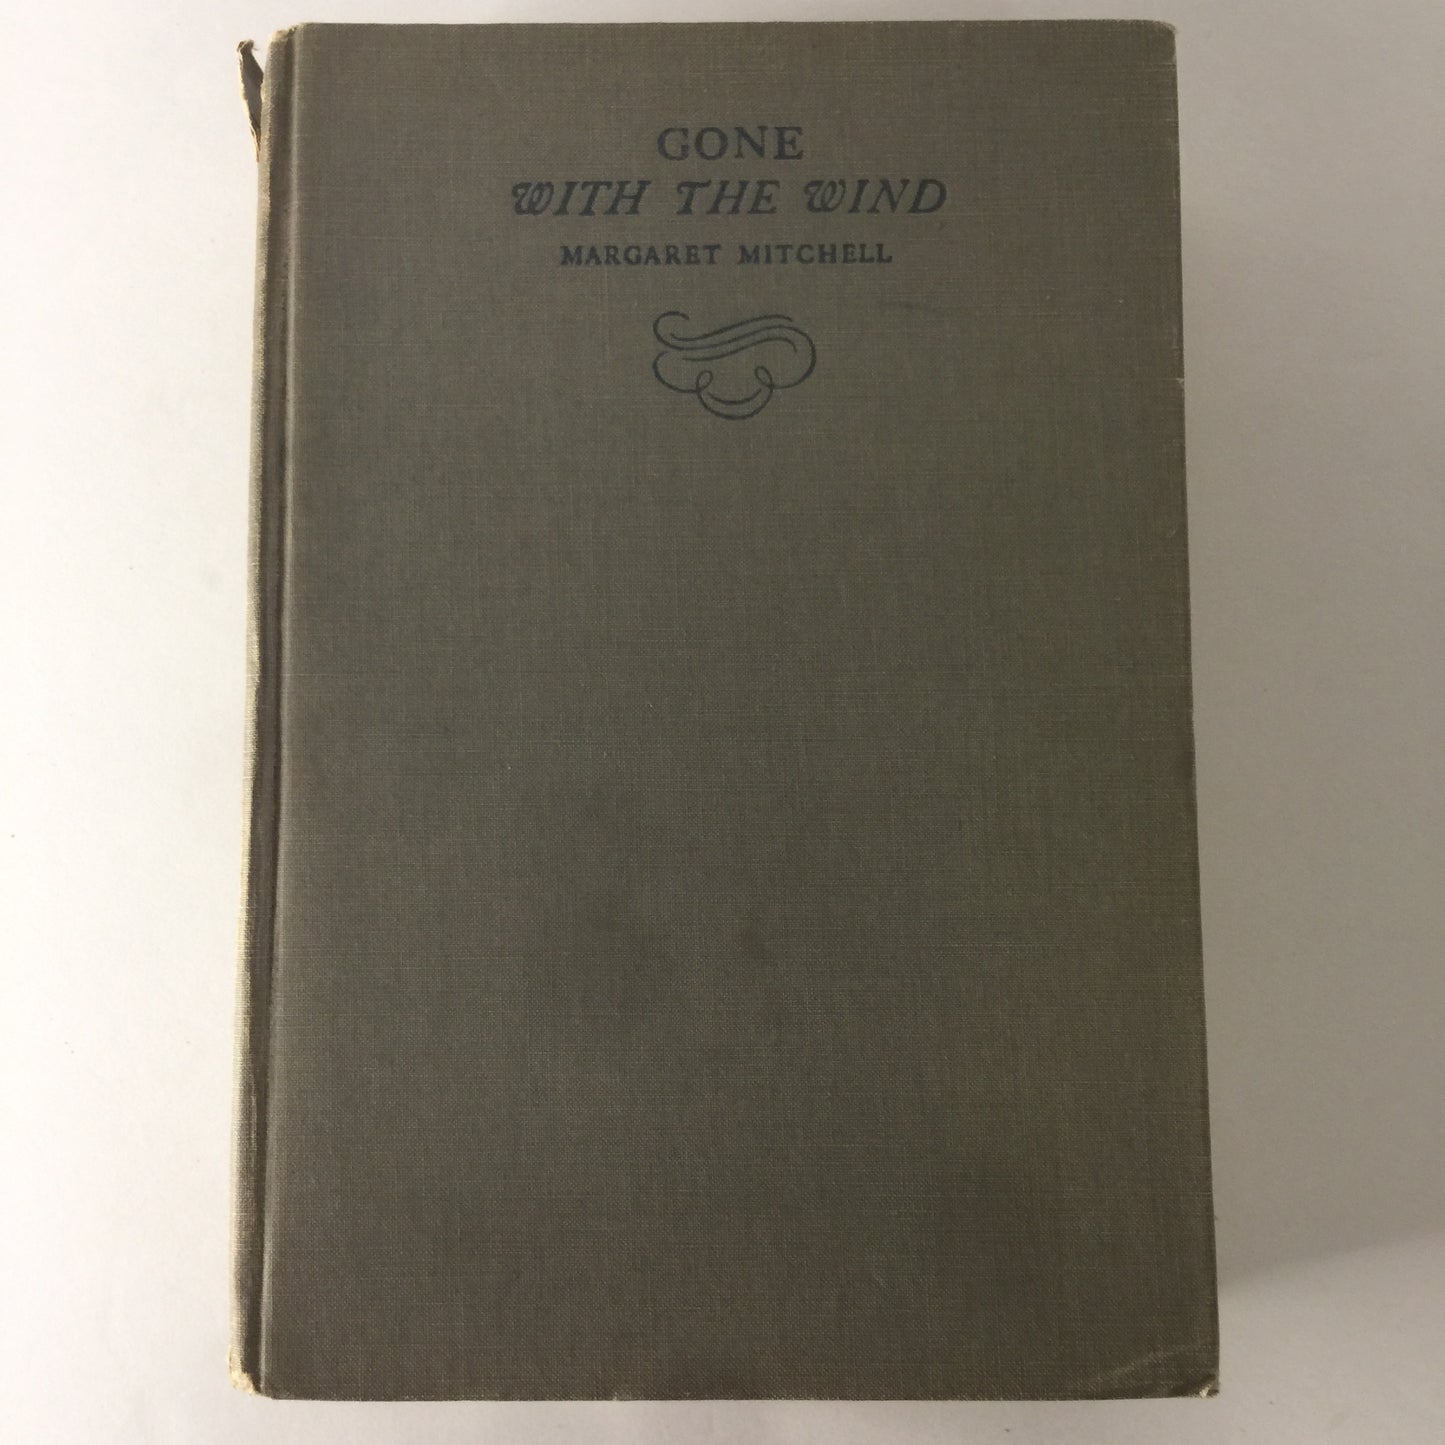 GONE
WITH THE WIND
MARGARET MITCHELL